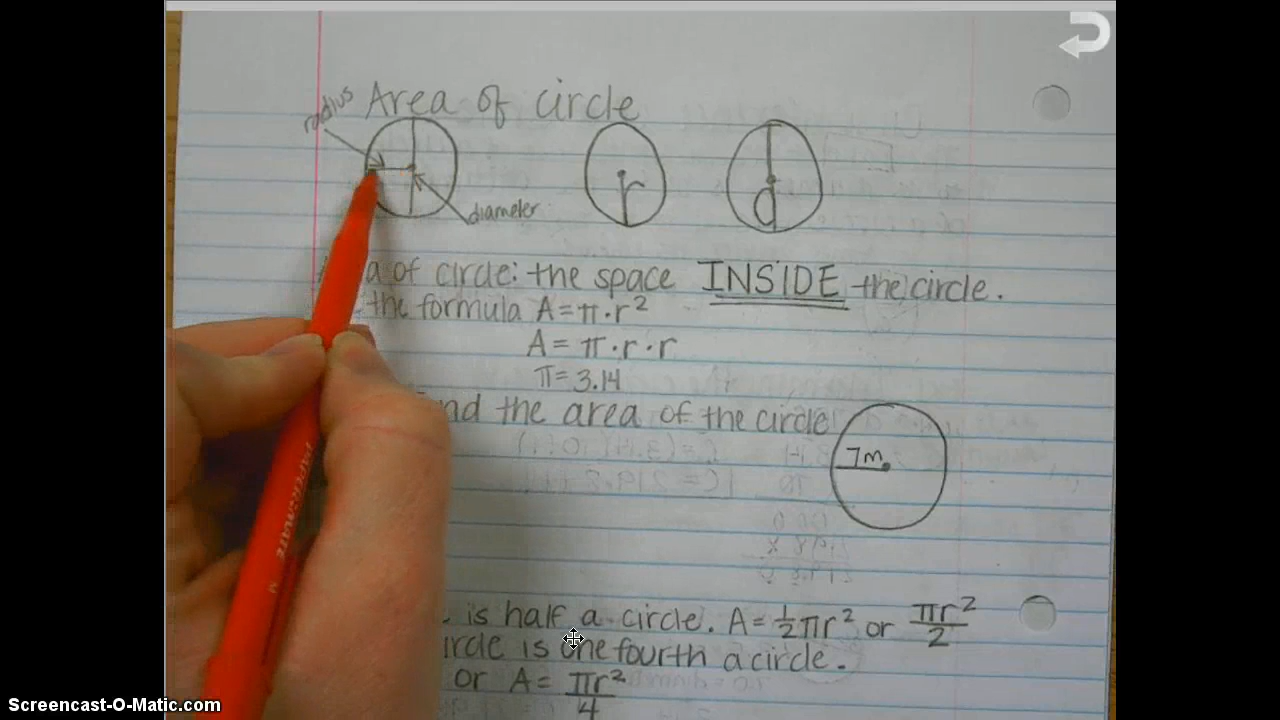 Area of circle
radius
diameter
r
d
a of circle: the space INSIDE the circle.
the formula A=π·r²
A= π·r·r
π=3.14
nd the area of the circle
7m
is half a circle. A=½πr² or πr²/2
ircle is one fourth a circle.
or A= πr²/4
PAPERMATE
Screencast-O-Matic.com